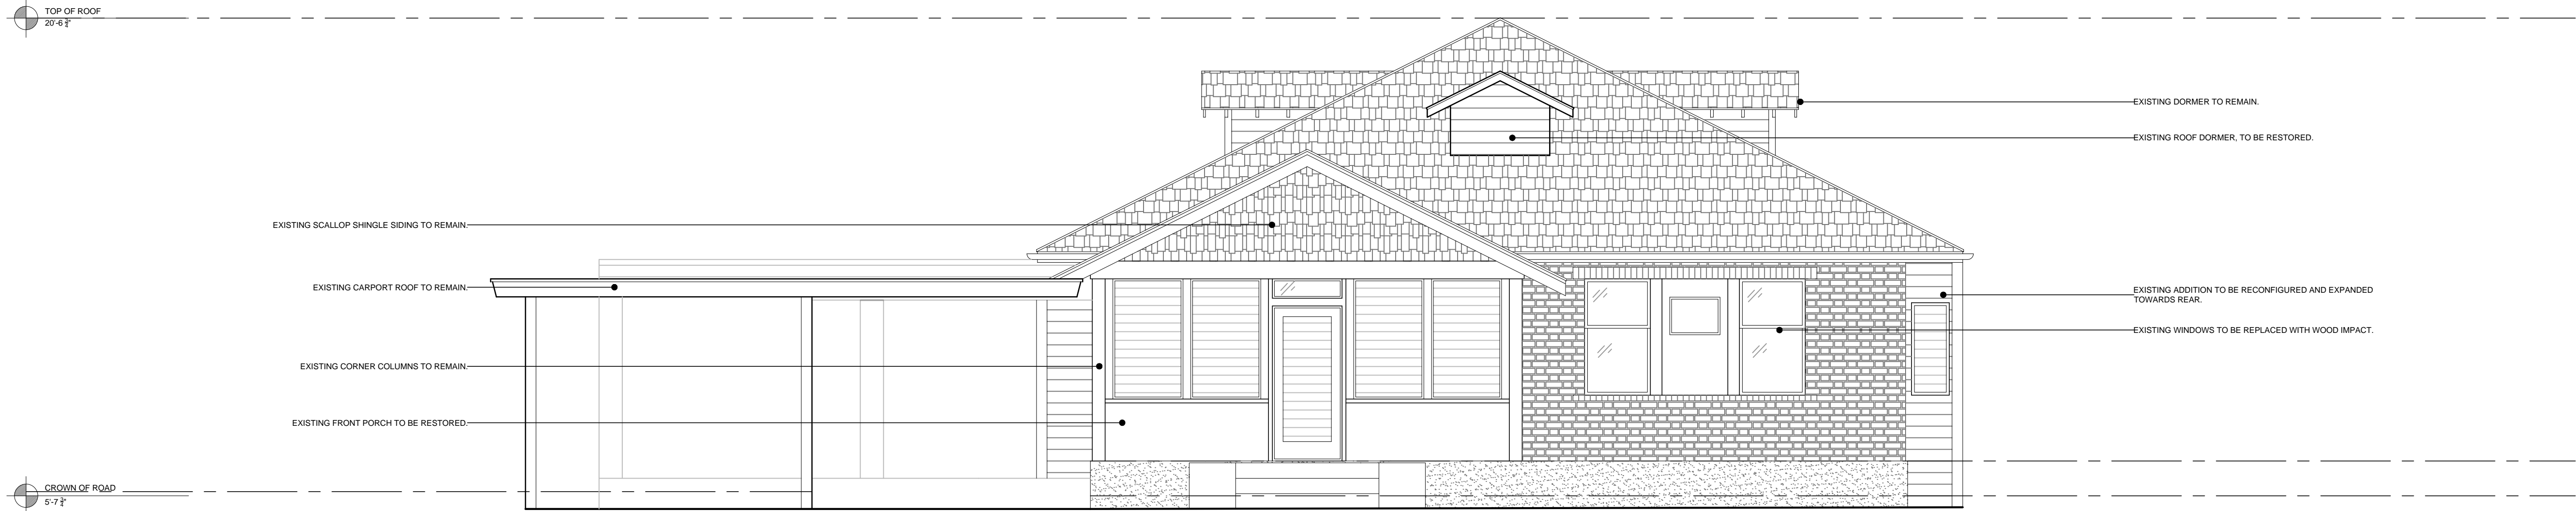 TOP OF ROOF
20'-6 3/4"
EXISTING DORMER TO REMAIN.
EXISTING ROOF DORMER, TO BE RESTORED.
EXISTING SCALLOP SHINGLE SIDING TO REMAIN.
EXISTING CARPORT ROOF TO REMAIN.
EXISTING ADDITION TO BE RECONFIGURED AND EXPANDED
TOWARDS REAR.
EXISTING WINDOWS TO BE REPLACED WITH WOOD IMPACT.
EXISTING CORNER COLUMNS TO REMAIN.
EXISTING FRONT PORCH TO BE RESTORED.
CROWN OF ROAD
5'-7 3/4"